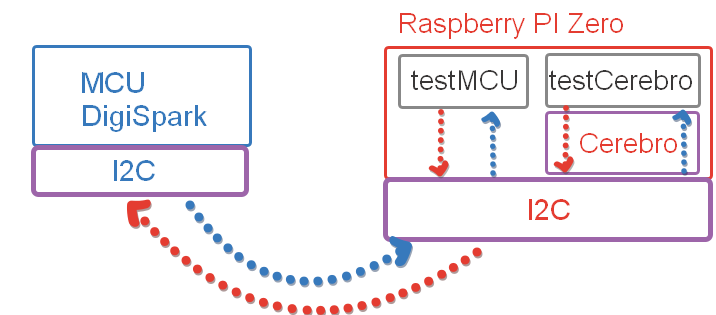 Raspberry PI Zero
MCU
DigiSpark
I2C
testMCU
testCerebro
Cerebro
I2C